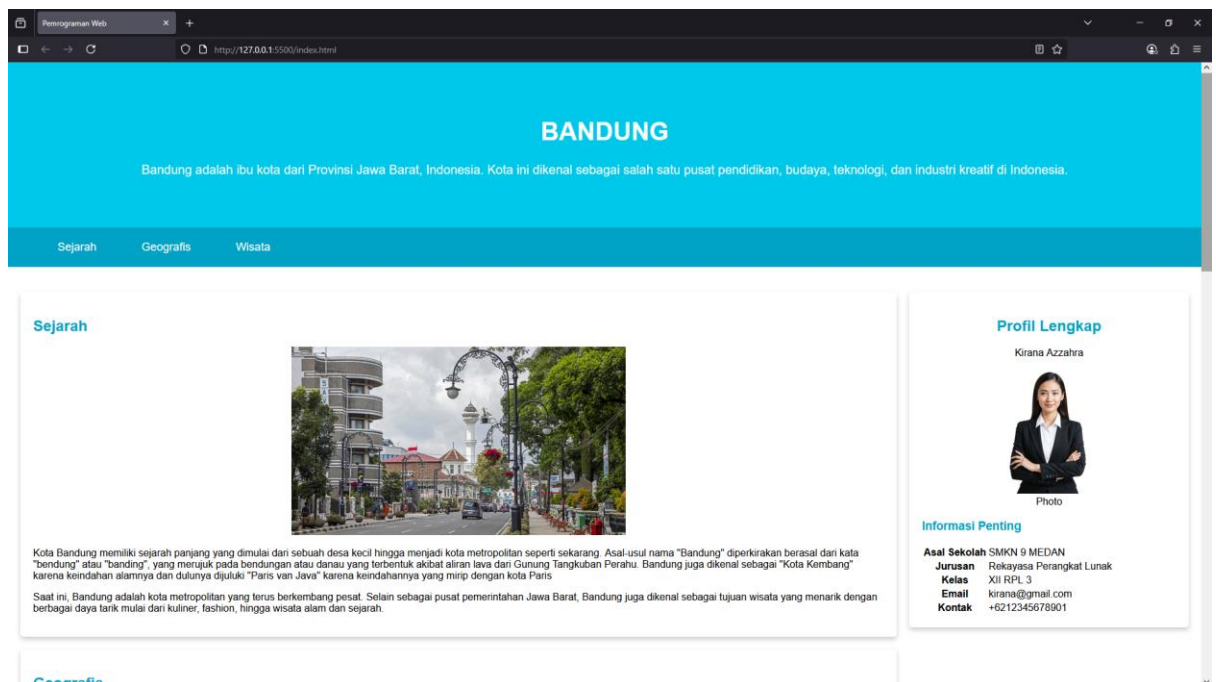 Pemrograman Web
http://127.0.0.1:5500/index.html
BANDUNG
Bandung adalah ibu kota dari Provinsi Jawa Barat, Indonesia. Kota ini dikenal sebagai salah satu pusat pendidikan, budaya, teknologi, dan industri kreatif di Indonesia.
Sejarah Geografis Wisata
Sejarah
Kota Bandung memiliki sejarah panjang yang dimulai dari sebuah desa kecil hingga menjadi kota metropolitan seperti sekarang. Asal-usul nama "Bandung" diperkirakan berasal dari kata
"bendung" atau "banding", yang merujuk pada bendungan atau danau yang terbentuk akibat aliran lava dari Gunung Tangkuban Perahu. Bandung juga dikenal sebagai "Kota Kembang"
karena keindahan alamnya dan dulunya dijuluki "Paris van Java" karena keindahannya yang mirip dengan kota Paris
Saat ini, Bandung adalah kota metropolitan yang terus berkembang pesat. Selain sebagai pusat pemerintahan Jawa Barat, Bandung juga dikenal sebagai tujuan wisata yang menarik dengan
berbagai daya tarik mulai dari kuliner, fashion, hingga wisata alam dan sejarah.
Profil Lengkap
Kirana Azzahra
Photo
Informasi Penting
Asal Sekolah SMKN 9 MEDAN
Jurusan Rekayasa Perangkat Lunak
Kelas XII RPL 3
Email kirana@gmail.com
Kontak +6212345678901
Geografis